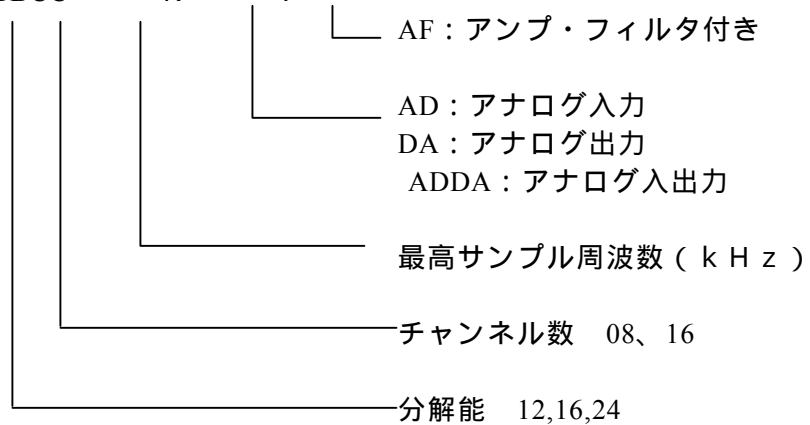 AF：アンプ・フィルタ付き
AD：アナログ入力
DA：アナログ出力
ADDA：アナログ入出力
最高サンプル周波数（ｋＨｚ）
チャンネル数　08、16
分解能　12,16,24